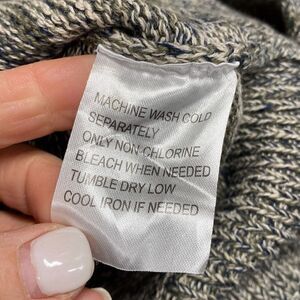 MACHINE WASH COLD
SEPARATELY
ONLY NON-CHLORINE
BLEACH WHEN NEEDED
TUMBLE DRY LOW
COOL IRON IF NEEDED